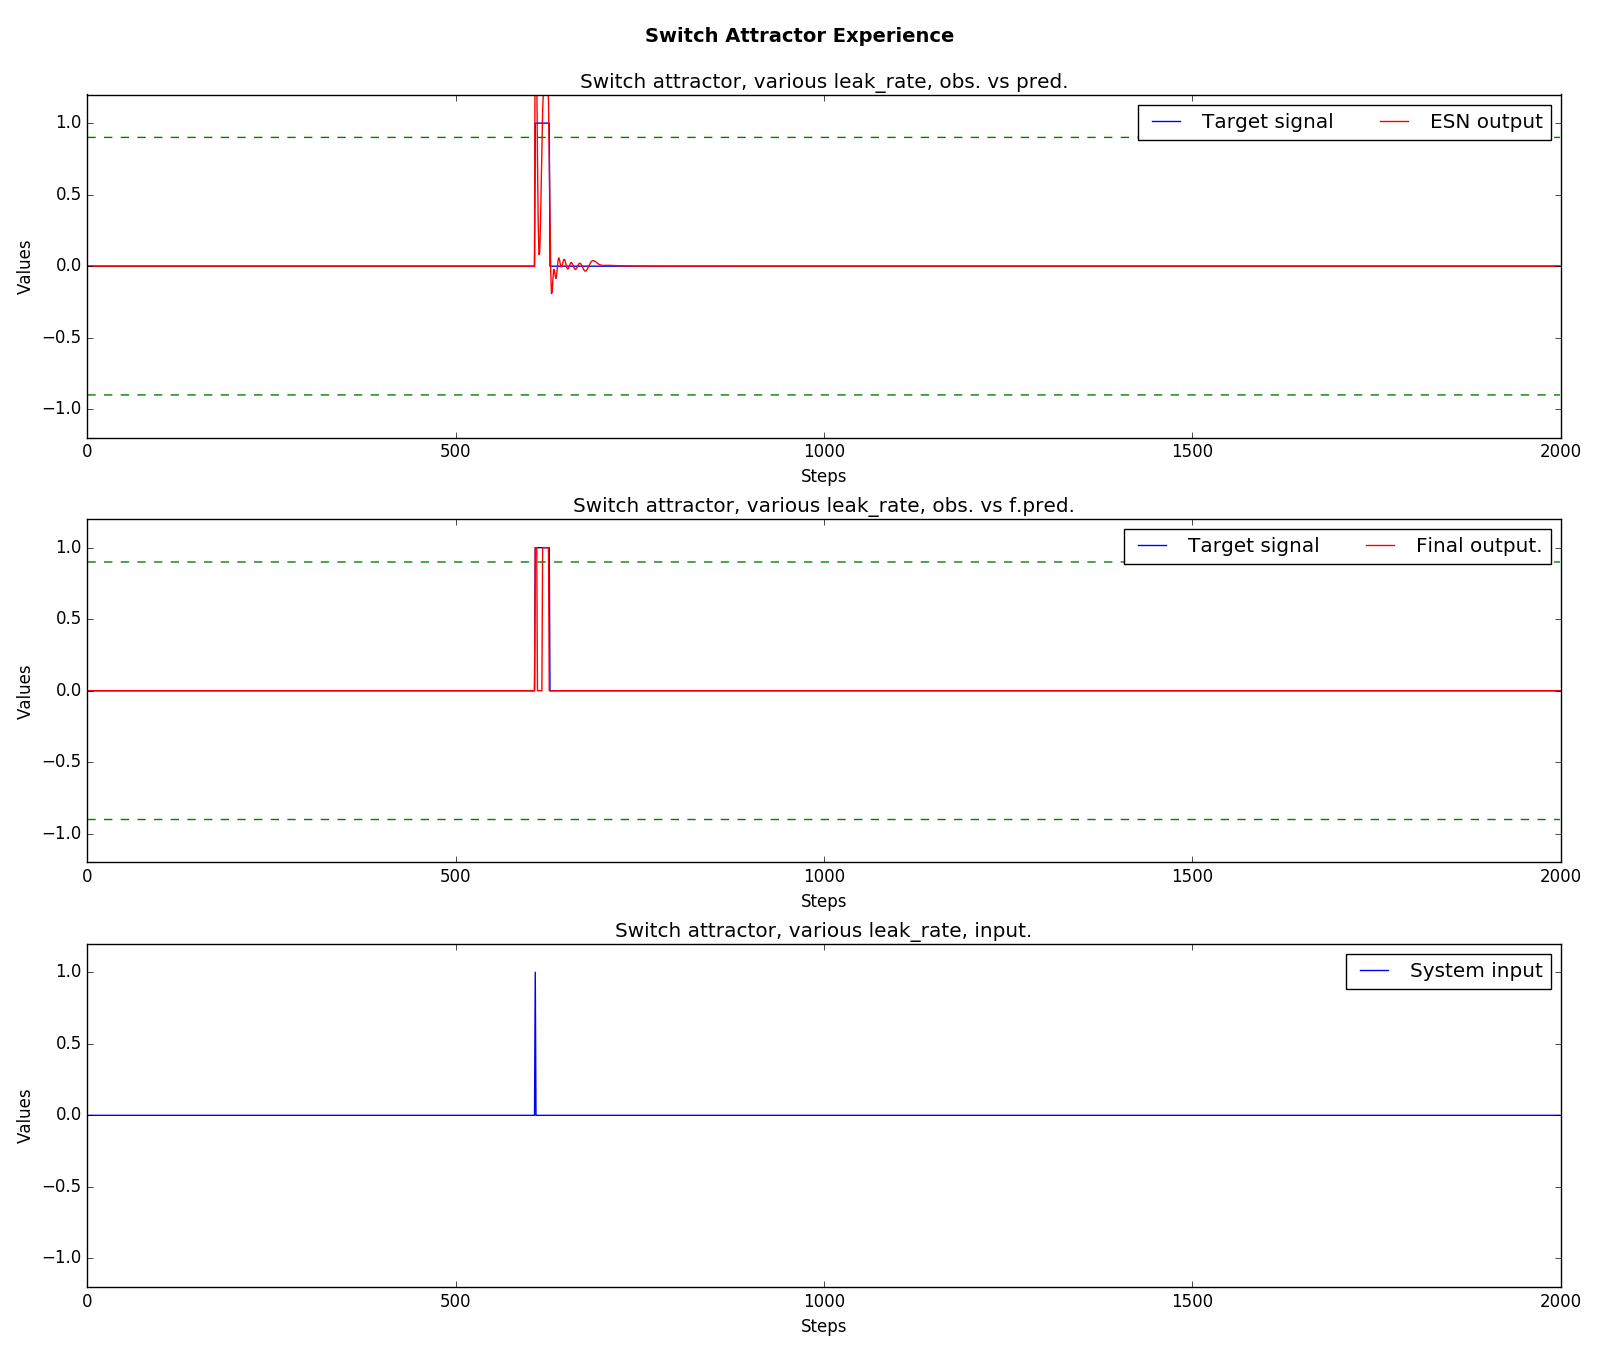 Switch Attractor Experience
Switch attractor, various leak_rate, obs. vs pred.
1.0
0.5
0.0
−0.5
−1.0
Values
Target signal ESN output
0 500 1000 1500 2000
Steps
Switch attractor, various leak_rate, obs. vs f.pred.
1.0
0.5
0.0
−0.5
−1.0
Values
Target signal Final output.
0 500 1000 1500 2000
Steps
Switch attractor, various leak_rate, input.
1.0
0.5
0.0
−0.5
−1.0
Values
System input
0 500 1000 1500 2000
Steps